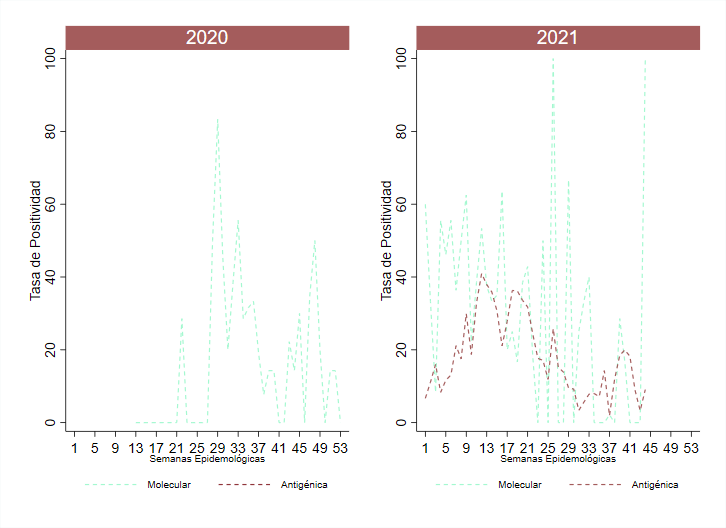 2020
2021
Tasa de Positividad
100
80
60
40
20
0
1 5 9 13 17 21 25 29 33 37 41 45 49 53
Semanas Epidemológicas
Molecular Antigénica
Tasa de Positividad
100
80
60
40
20
0
1 5 9 13 17 21 25 29 33 37 41 45 49 53
Semanas Epidemológicas
Molecular Antigénica